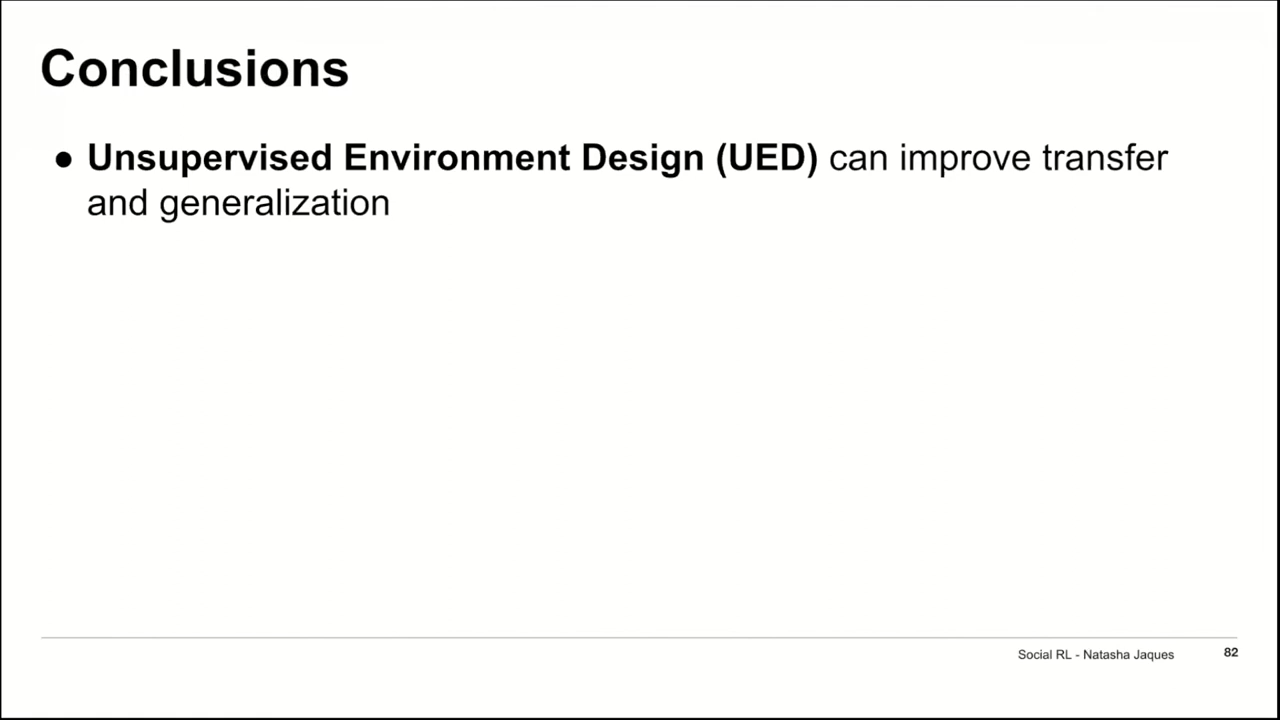 Conclusions
● Unsupervised Environment Design (UED) can improve transfer
and generalization
Social RL - Natasha Jaques
82